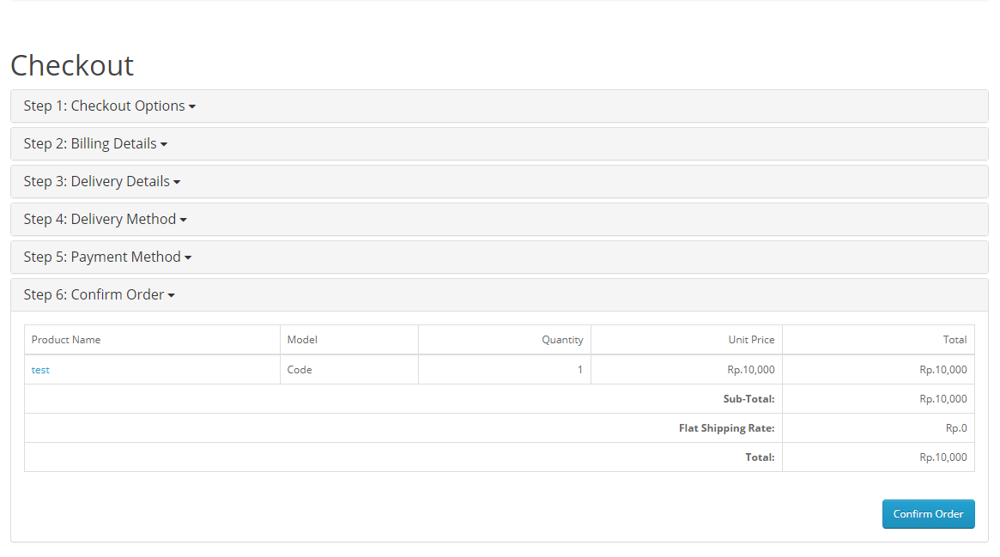 Checkout
Step 1: Checkout Options
Step 2: Billing Details
Step 3: Delivery Details
Step 4: Delivery Method
Step 5: Payment Method
Step 6: Confirm Order
Product Name Model Quantity Unit Price Total
test Code 1 Rp.10,000 Rp.10,000
Sub-Total: Rp.10,000
Flat Shipping Rate: Rp.0
Total: Rp.10,000
Confirm Order